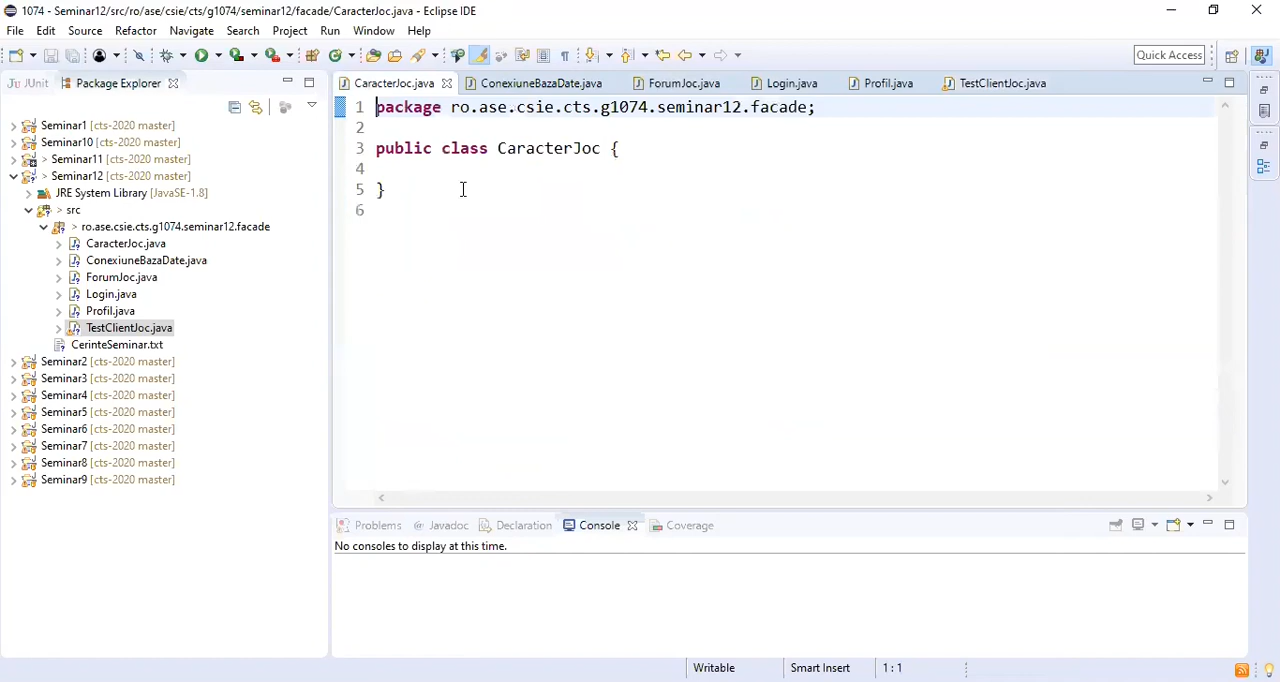 1074 - Seminar12/src/ro/ase/csie/cts/g1074/seminar12/facade/CaracterJoc.java - Eclipse IDE
File Edit Source Refactor Navigate Search Project Run Window Help
Quick Access
JUnit Package Explorer
CaracterJoc.java ConexiuneBazaDate.java ForumJoc.java Login.java Profil.java TestClientJoc.java
Seminar1 [cts-2020 master]
Seminar10 [cts-2020 master]
> Seminar11 [cts-2020 master]
> Seminar12 [cts-2020 master]
JRE System Library [JavaSE-1.8]
> src
> ro.ase.csie.cts.g1074.seminar12.facade
CaracterJoc.java
ConexiuneBazaDate.java
ForumJoc.java
Login.java
Profil.java
TestClientJoc.java
CerinteSeminar.txt
Seminar2 [cts-2020 master]
Seminar3 [cts-2020 master]
Seminar4 [cts-2020 master]
Seminar5 [cts-2020 master]
Seminar6 [cts-2020 master]
Seminar7 [cts-2020 master]
Seminar8 [cts-2020 master]
Seminar9 [cts-2020 master]
1 package ro.ase.csie.cts.g1074.seminar12.facade;
2
3 public class CaracterJoc {
4
5 }
6
Problems @ Javadoc Declaration Console Coverage
No consoles to display at this time.
Writable Smart Insert 1 : 1